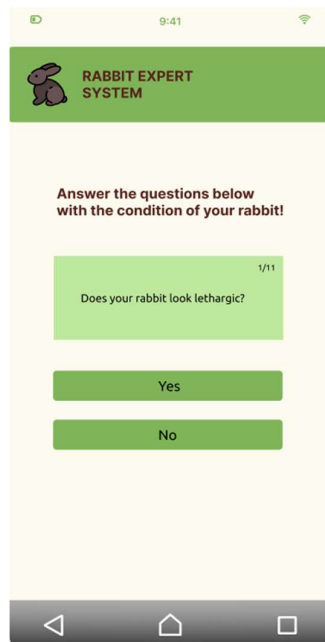 9:41
RABBIT EXPERT
SYSTEM
Answer the questions below
with the condition of your rabbit!
1/11
Does your rabbit look lethargic?
Yes
No